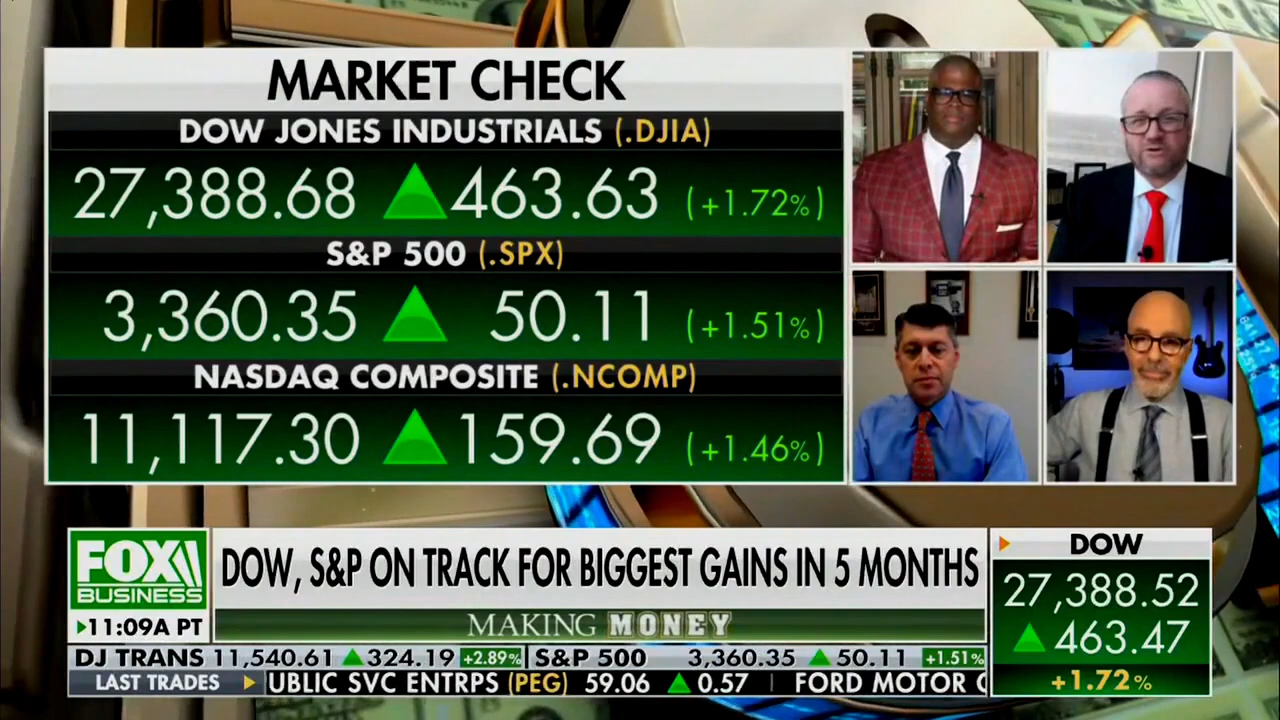 MARKET CHECK
DOW JONES INDUSTRIALS (.DJIA)
27,388.68 ▲ 463.63 (+1.72%)
S&P 500 (.SPX)
3,360.35 ▲ 50.11 (+1.51%)
NASDAQ COMPOSITE (.NCOMP)
11,117.30 ▲ 159.69 (+1.46%)
FOX
BUSINESS
11:09A PT
DOW, S&P ON TRACK FOR BIGGEST GAINS IN 5 MONTHS
MAKING MONEY
DOW
27,388.52
▲ 463.47
+1.72%
DJ TRANS 11,540.61 ▲ 324.19 +2.89% S&P 500 3,360.35 ▲ 50.11 +1.51%
LAST TRADES UBLIC SVC ENTRPS (PEG) 59.06 ▲ 0.57 FORD MOTOR